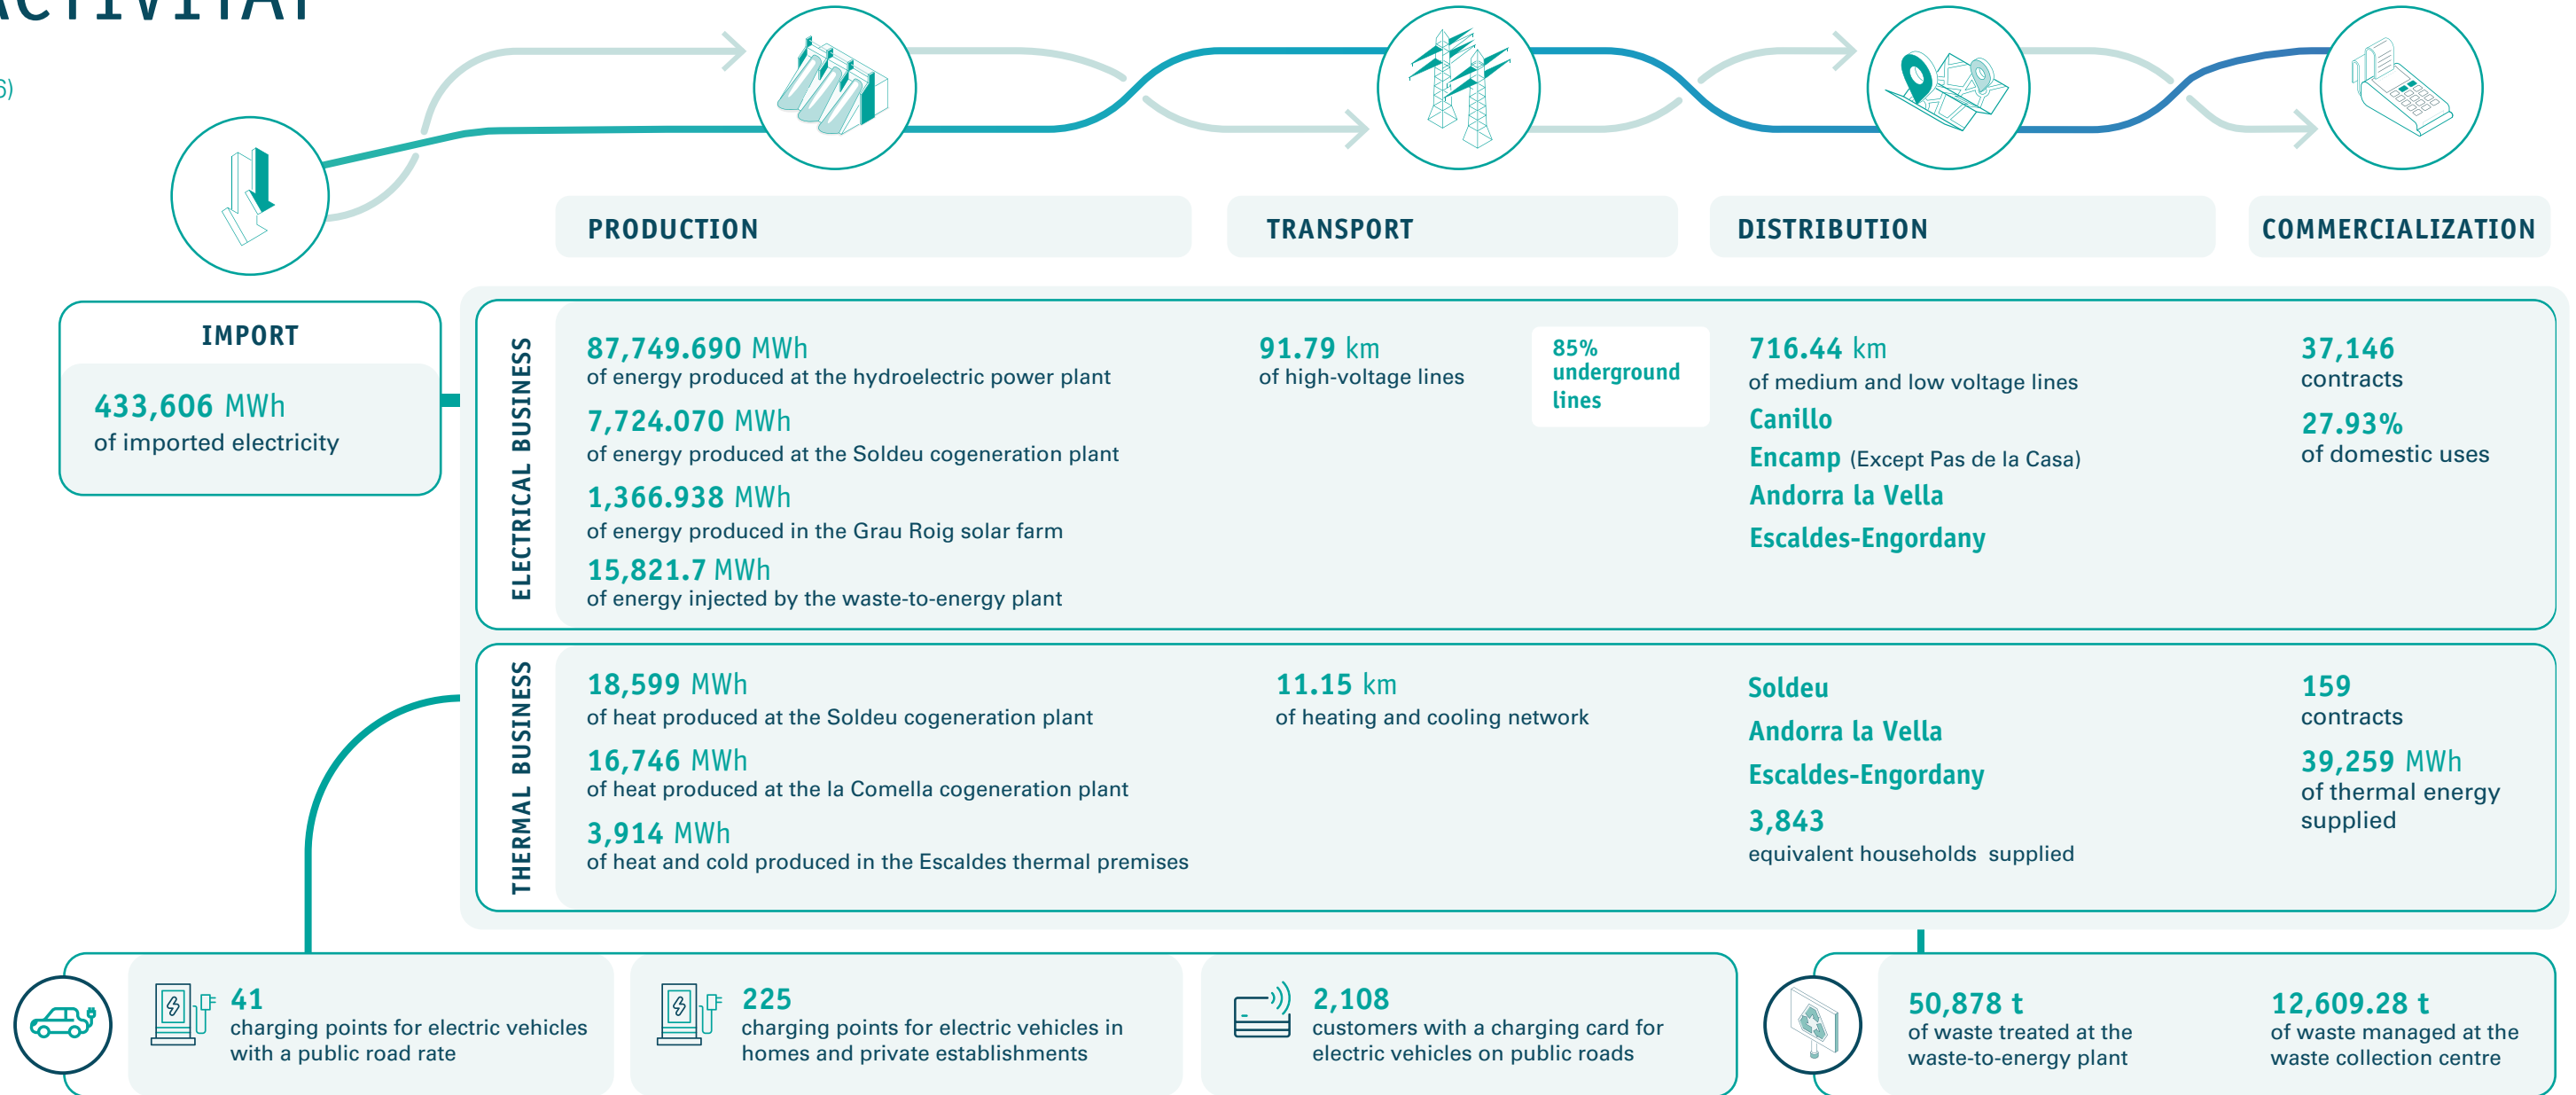 6)
PRODUCTION
TRANSPORT
DISTRIBUTION
COMMERCIALIZATION
IMPORT
433,606 MWh
of imported electricity
ELECTRICAL BUSINESS
87,749.690 MWh
of energy produced at the hydroelectric power plant
7,724.070 MWh
of energy produced at the Soldeu cogeneration plant
1,366.938 MWh
of energy produced in the Grau Roig solar farm
15,821.7 MWh
of energy injected by the waste-to-energy plant
91.79 km
of high-voltage lines
85%
underground
lines
716.44 km
of medium and low voltage lines
Canillo
Encamp (Except Pas de la Casa)
Andorra la Vella
Escaldes-Engordany
37,146
contracts
27.93%
of domestic uses
THERMAL BUSINESS
18,599 MWh
of heat produced at the Soldeu cogeneration plant
16,746 MWh
of heat produced at the la Comella cogeneration plant
3,914 MWh
of heat and cold produced in the Escaldes thermal premises
11.15 km
of heating and cooling network
Soldeu
Andorra la Vella
Escaldes-Engordany
3,843
equivalent households supplied
159
contracts
39,259 MWh
of thermal energy
supplied
41
charging points for electric vehicles
with a public road rate
225
charging points for electric vehicles in
homes and private establishments
2,108
customers with a charging card for
electric vehicles on public roads
50,878 t
of waste treated at the
waste-to-energy plant
12,609.28 t
of waste managed at the
waste collection centre